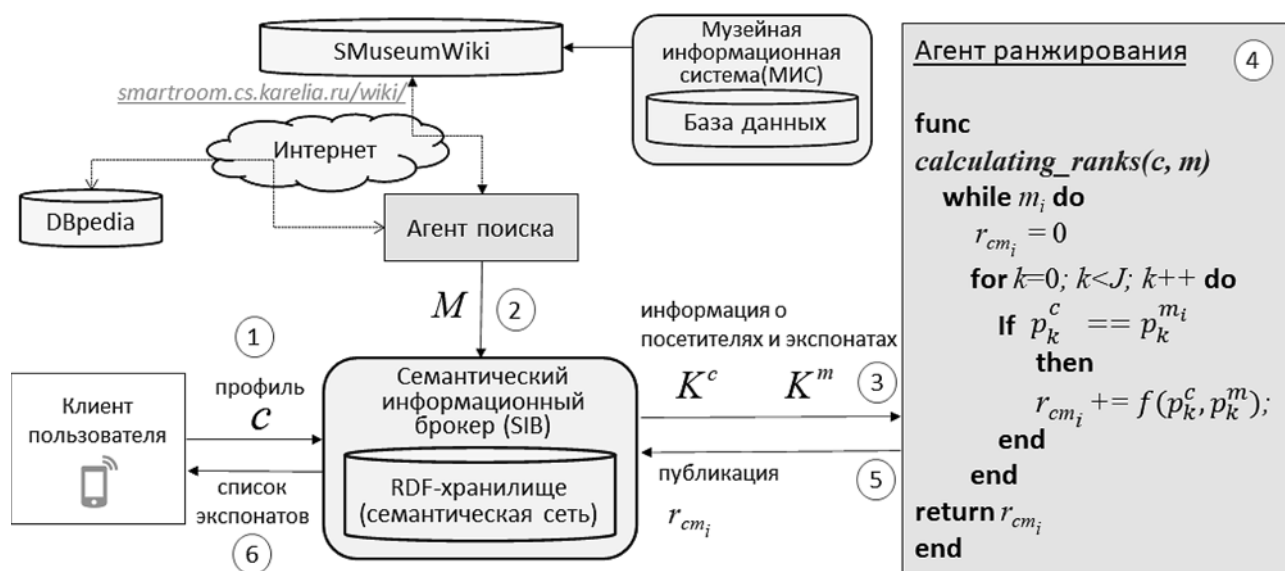 SMuseumWiki
smartroom.cs.karelia.ru/wiki/
Музейная
информационная
система(МИС)
База данных
Интернет
DBpedia
Агент поиска
M
2
1
профиль
c
Клиент
пользователя
список
экспонатов
6
Семантический
информационный
брокер (SIB)
RDF-хранилище
(семантическая сеть)
информация о
посетителях и экспонатах
K^c K^m
3
публикация
5
r_{cm_i}
Агент ранжирования
4
func
calculating_ranks(c, m)
while m_i do
r_{cm_i} = 0
for k=0; k<J; k++ do
If p_k^c == p_k^{m_i}
then
r_{cm_i} += f(p_k^c, p_k^m);
end
end
return r_{cm_i}
end